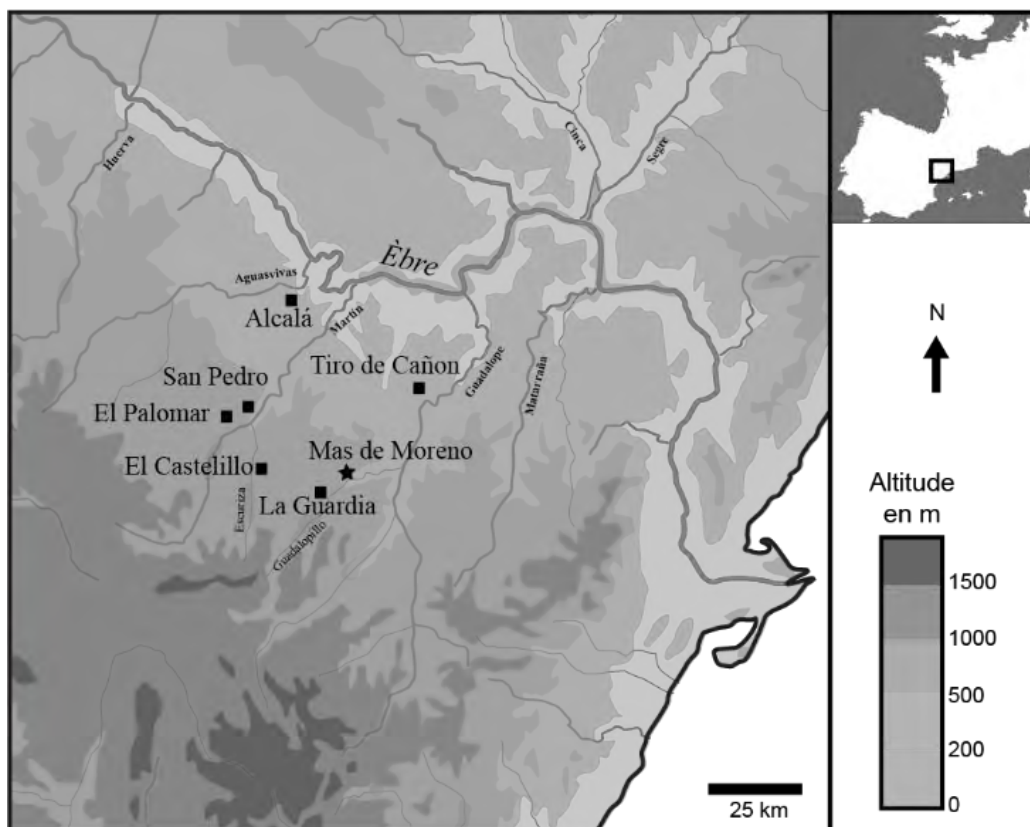 Huerva
Cinca
Segre
Èbre
Aguasvivas
Alcalá
Martín
Tiro de Cañon
Guadalope
Matarraña
San Pedro
El Palomar
El Castelillo
Mas de Moreno
La Guardia
Escuriza
Guadalopillo
25 km
N
Altitude
en m
1500
1000
500
200
0